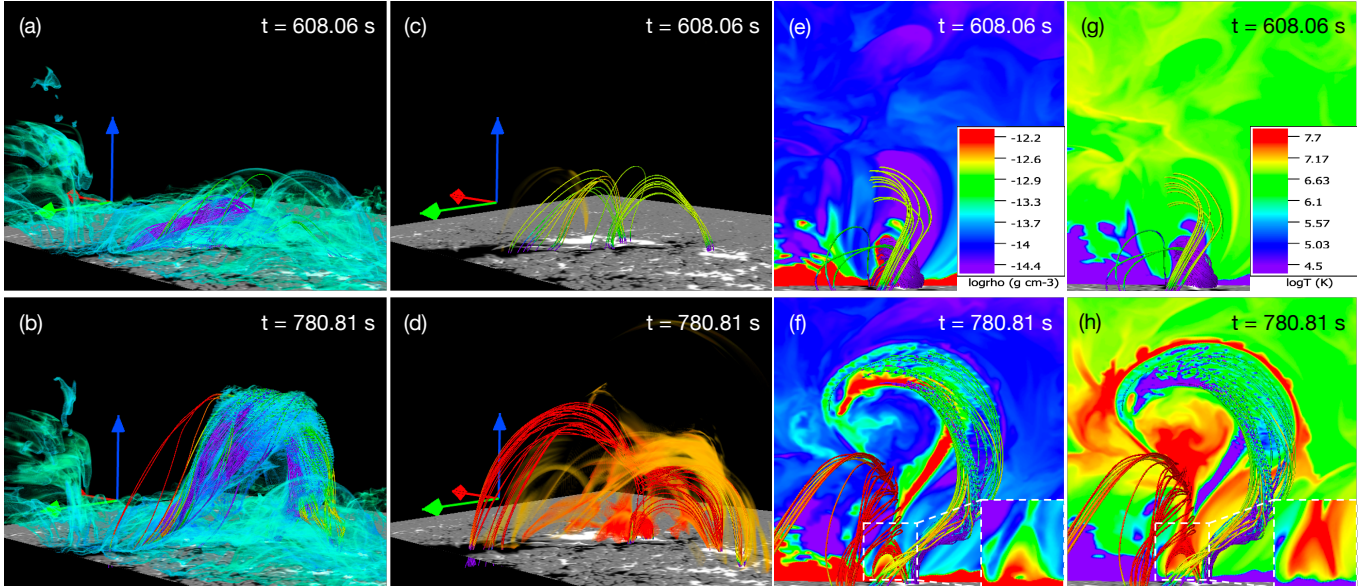 (a) t = 608.06 s
(c) t = 608.06 s
(e) t = 608.06 s
-12.2
-12.6
-12.9
-13.3
-13.7
-14
-14.4
logrho (g cm-3)
(g) t = 608.06 s
7.7
7.17
6.63
6.1
5.57
5.03
4.5
logT (K)
(b) t = 780.81 s
(d) t = 780.81 s
(f) t = 780.81 s
(h) t = 780.81 s